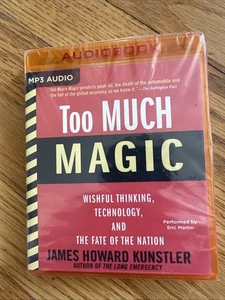 AUDIOBOOK
MP3 AUDIO
Too Much Magic predicts peak oil, the death of the automobile and
the fall of the global economy as we know it."
—The Huffington Post
Too MUCH
MAGIC
WISHFUL THINKING,
TECHNOLOGY,
AND
THE FATE OF THE NATION
Performed by
Eric Martin
JAMES HOWARD KUNSTLER
AUTHOR OF THE LONG EMERGENCY